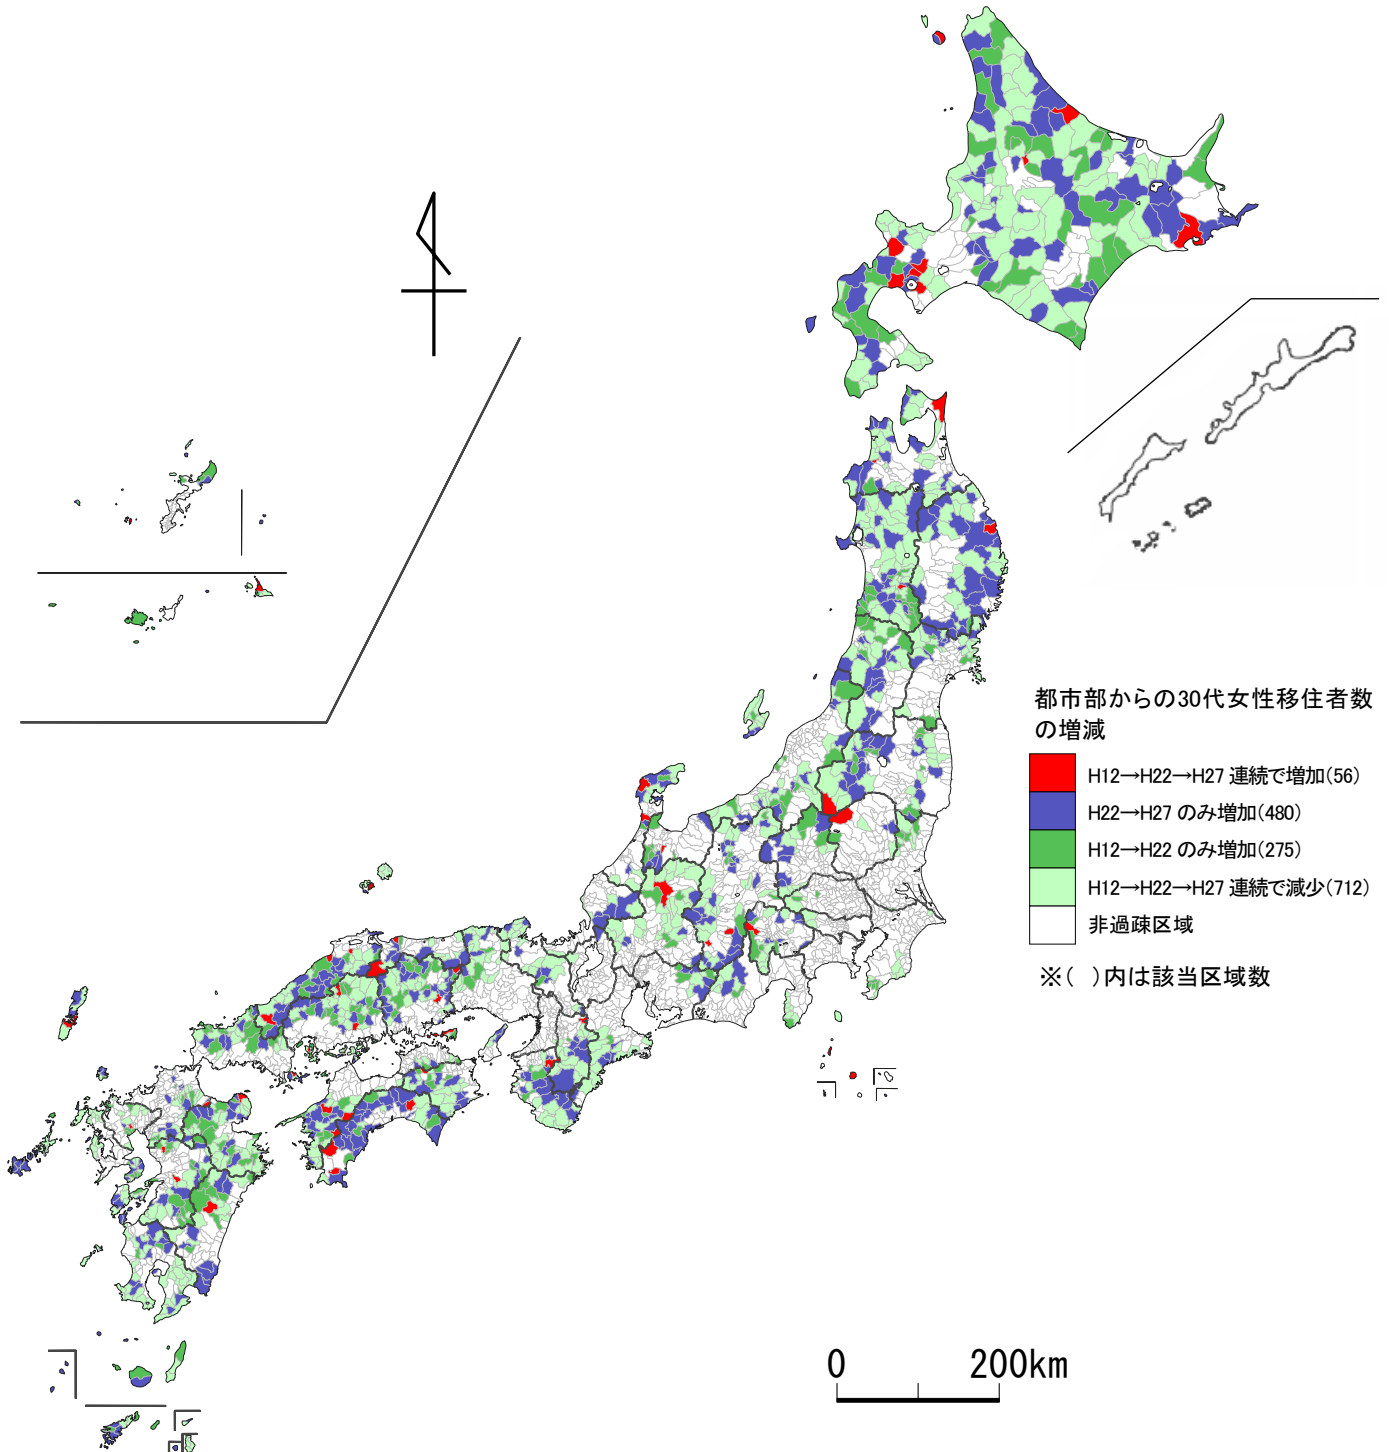 都市部からの30代女性移住者数
の増減
H12→H22→H27 連続で増加(56)
H22→H27 のみ増加(480)
H12→H22 のみ増加(275)
H12→H22→H27 連続で減少(712)
非過疎区域
※( )内は該当区域数
0 200km